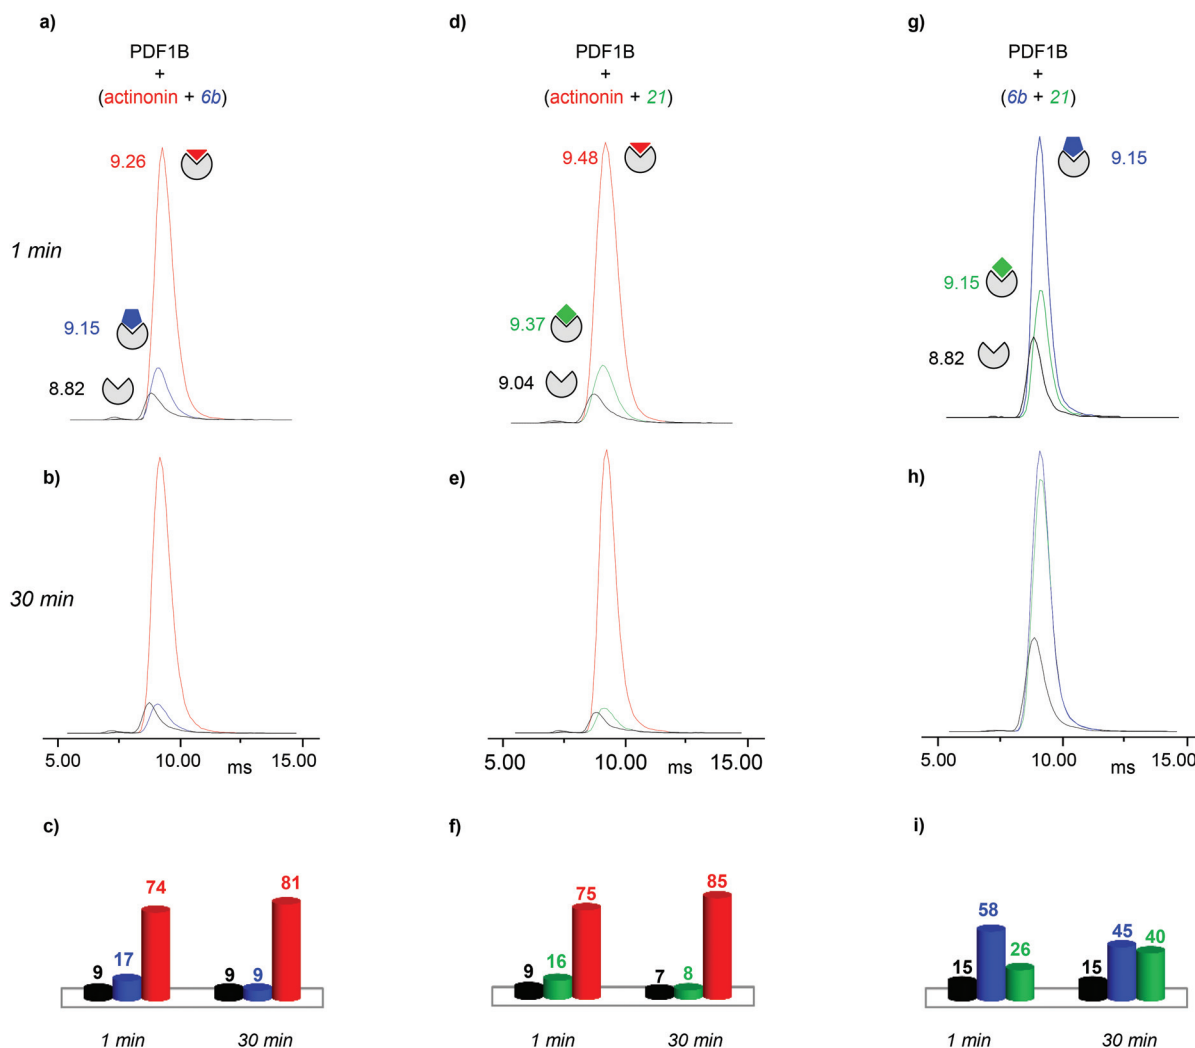 a)
d)
g)
PDF1B
+
(actinonin + 6b)
PDF1B
+
(actinonin + 21)
PDF1B
+
(6b + 21)
1 min
9.26
9.15
8.82
9.48
9.37
9.04
9.15
9.15
8.82
b)
e)
h)
30 min
5.00 10.00 ms 15.00
5.00 10.00 ms 15.00
5.00 10.00 ms 15.00
c)
f)
i)
9 17 74 9 9 81
1 min 30 min
9 16 75 7 8 85
1 min 30 min
15 58 26 15 45 40
1 min 30 min